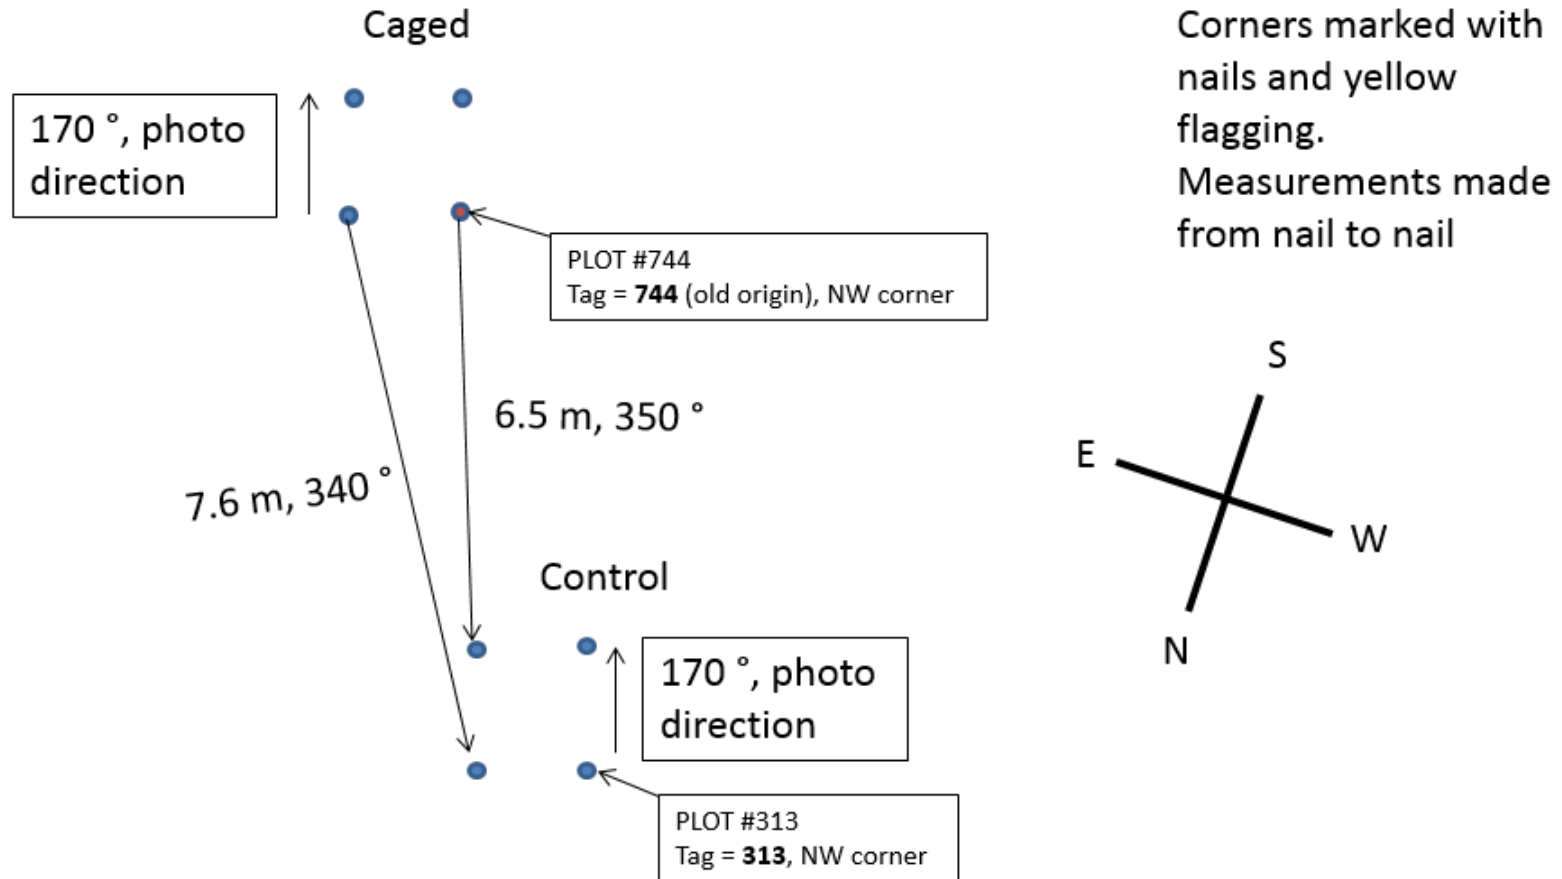 Caged
Corners marked with
nails and yellow
flagging.
Measurements made
from nail to nail
170 °, photo
direction
PLOT #744
Tag = 744 (old origin), NW corner
S
E
W
N
6.5 m, 350 °
7.6 m, 340 °
Control
170 °, photo
direction
PLOT #313
Tag = 313, NW corner